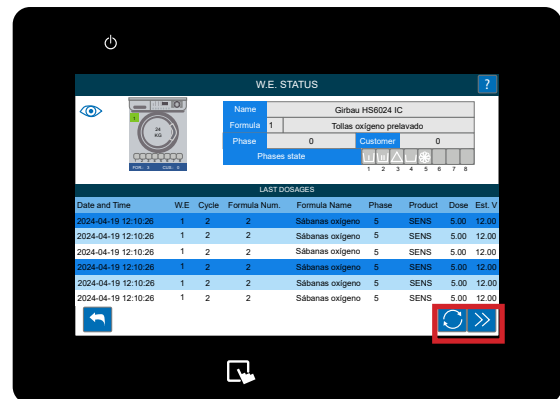 W.E. STATUS ?
Name Girbau HS6024 IC
Formula 1 Tollas oxígeno prelavado
Phase 0 Customer 0
Phases state
1 2 3 4 5 6 7 8
1
24
KG
FOR.: 2 CUS.: 0
LAST DOSAGES
Date and Time W.E Cycle Formula Num. Formula Name Phase Product Dose Est. V
2024-04-19 12:10:26 1 2 2 Sábanas oxígeno 5 SENS 5.00 12.00
2024-04-19 12:10:26 1 2 2 Sábanas oxígeno 5 SENS 5.00 12.00
2024-04-19 12:10:26 1 2 2 Sábanas oxígeno 5 SENS 5.00 12.00
2024-04-19 12:10:26 1 2 2 Sábanas oxígeno 5 SENS 5.00 12.00
2024-04-19 12:10:26 1 2 2 Sábanas oxígeno 5 SENS 5.00 12.00
2024-04-19 12:10:26 1 2 2 Sábanas oxígeno 5 SENS 5.00 12.00